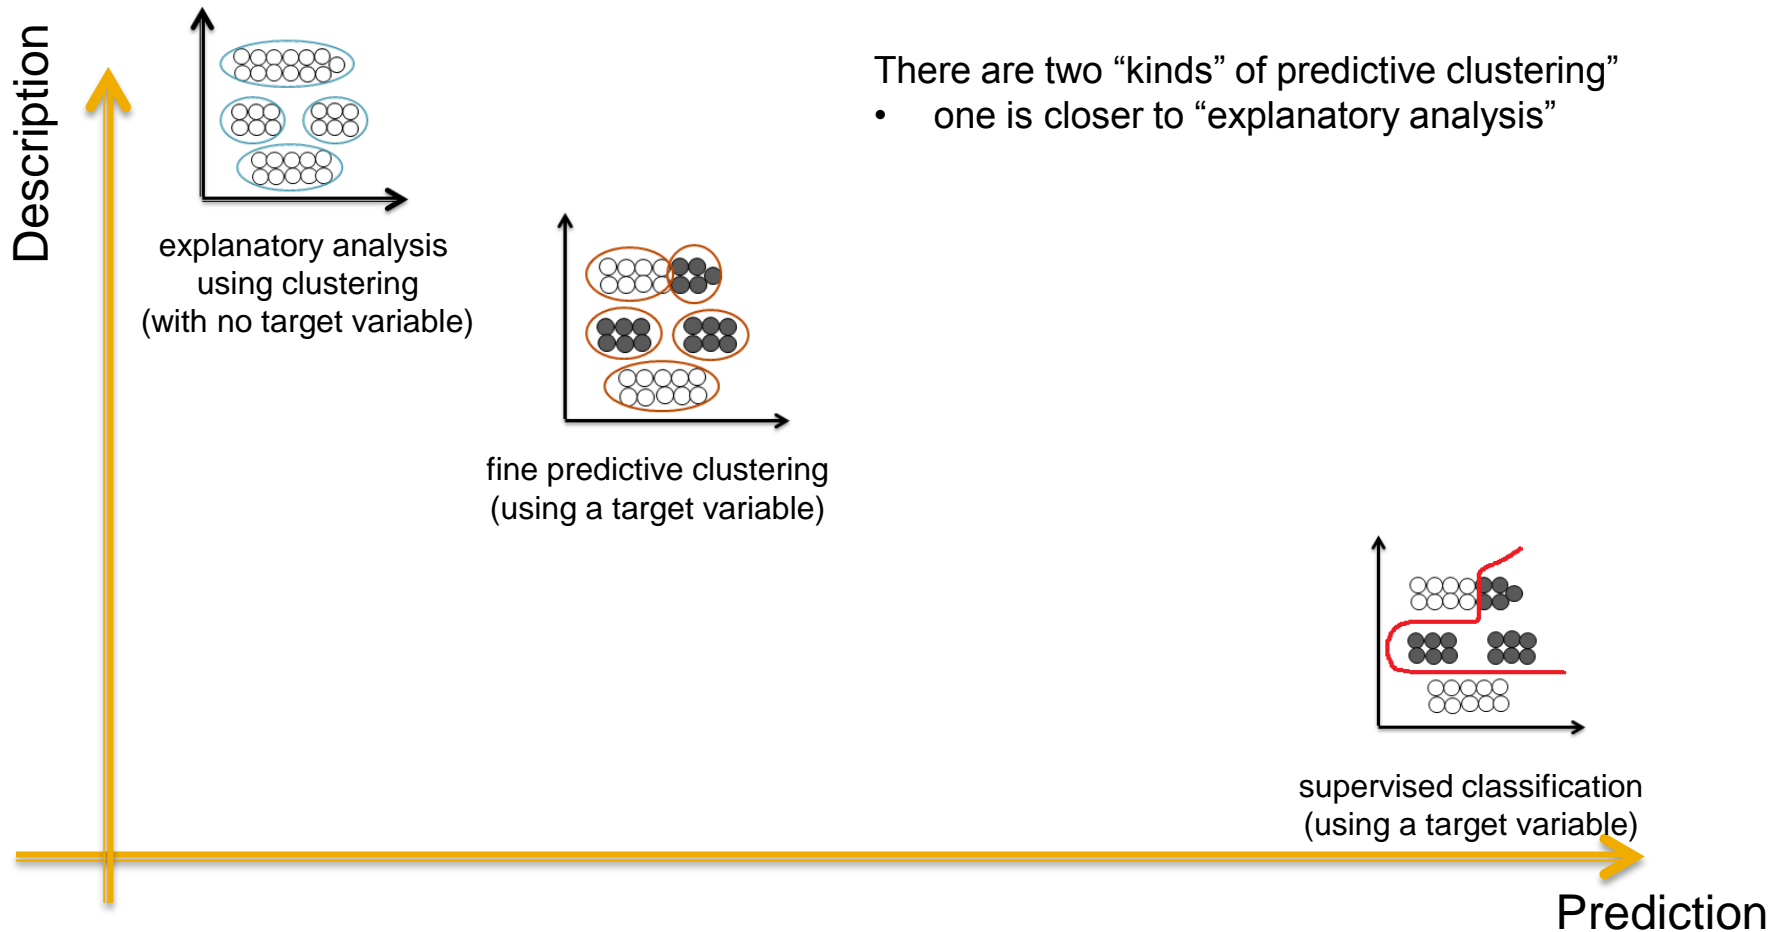 Description
There are two “kinds” of predictive clustering”
• one is closer to “explanatory analysis”
explanatory analysis
using clustering
(with no target variable)
fine predictive clustering
(using a target variable)
supervised classification
(using a target variable)
Prediction